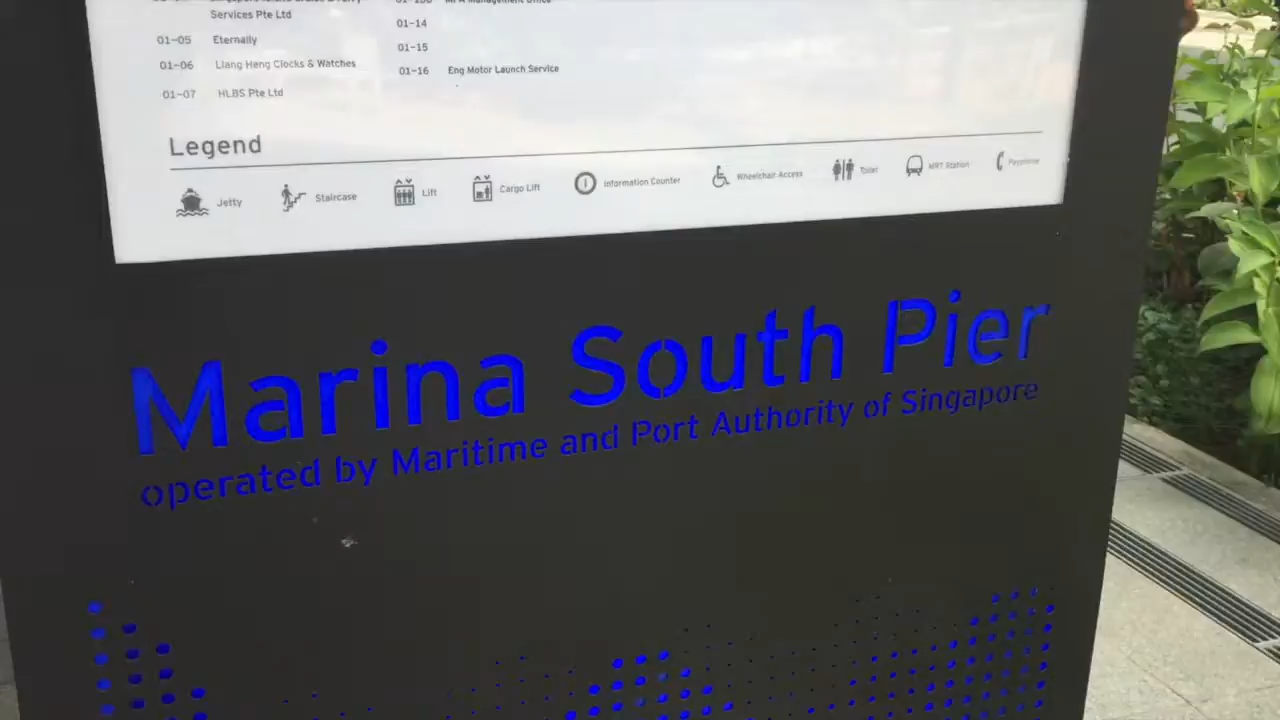 Services Pte Ltd
01-05 Eternally
01-06 Liang Heng Clocks & Watches
01-07 HLBS Pte Ltd
01-14
01-15
01-16 Eng Motor Launch Service
Legend
Jetty Staircase Lift Cargo Lift Information Counter Wheelchair Access Toilet MRT Station Payphone
Marina South Pier
operated by Maritime and Port Authority of Singapore